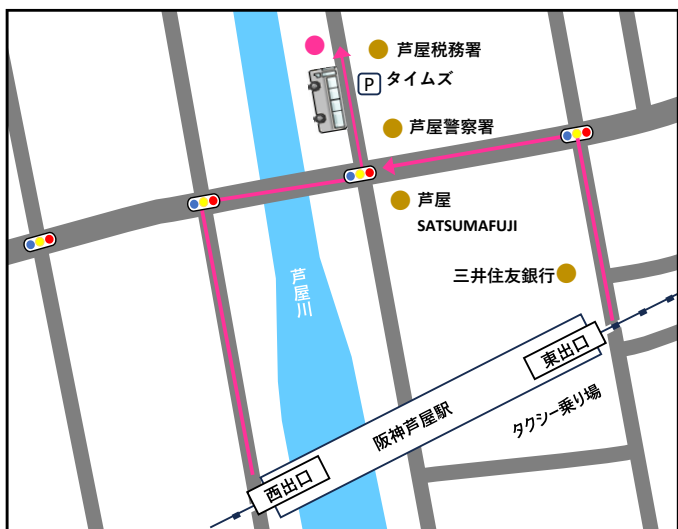 芦屋税務署
P タイムズ
芦屋警察署
芦屋
SATSUMAFUJI
三井住友銀行
芦屋川
東出口
阪神芦屋駅
タクシー乗り場
西出口